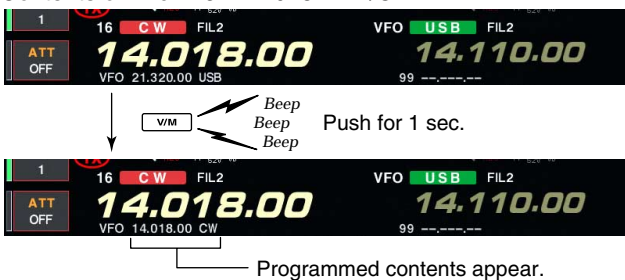 1 16 CW FIL2 VFO USB FIL2
ATT OFF 14.018.00 14.110.00
VFO 21.320.00 USB 99 --.---.--
V/M
Beep
Beep
Beep
Push for 1 sec.
1 16 CW FIL2 VFO USB FIL2
ATT OFF 14.018.00 14.110.00
VFO 14.018.00 CW 99 --.---.--
Programmed contents appear.